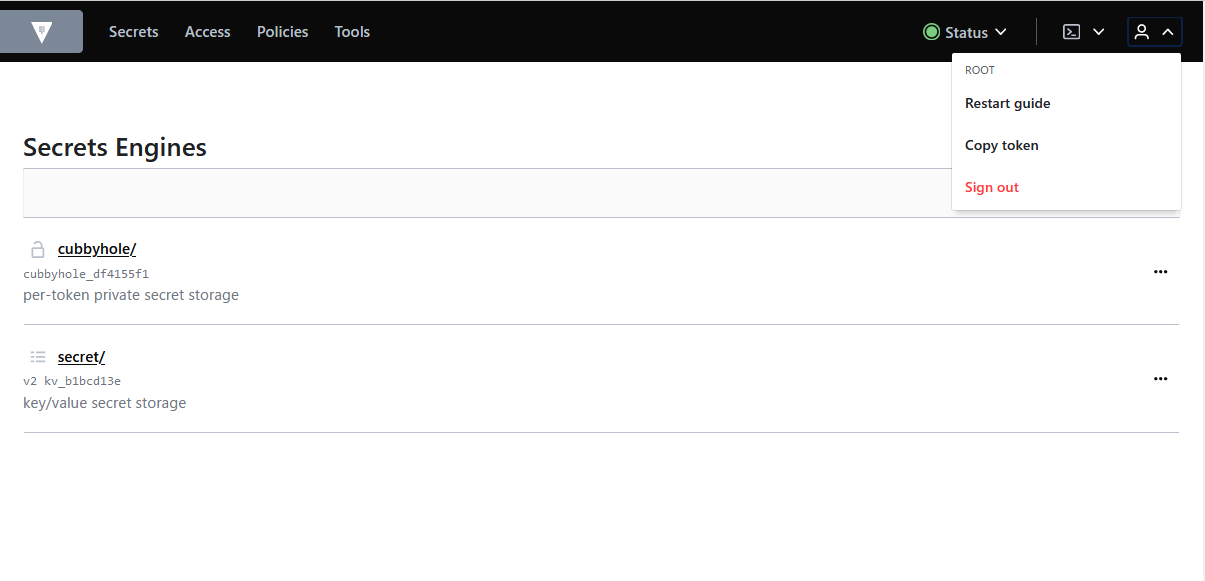 Secrets Access Policies Tools Status
ROOT
Restart guide
Copy token
Sign out
Secrets Engines
cubbyhole/
cubbyhole_df4155f1
per-token private secret storage
secret/
v2 kv_b1bcd13e
key/value secret storage